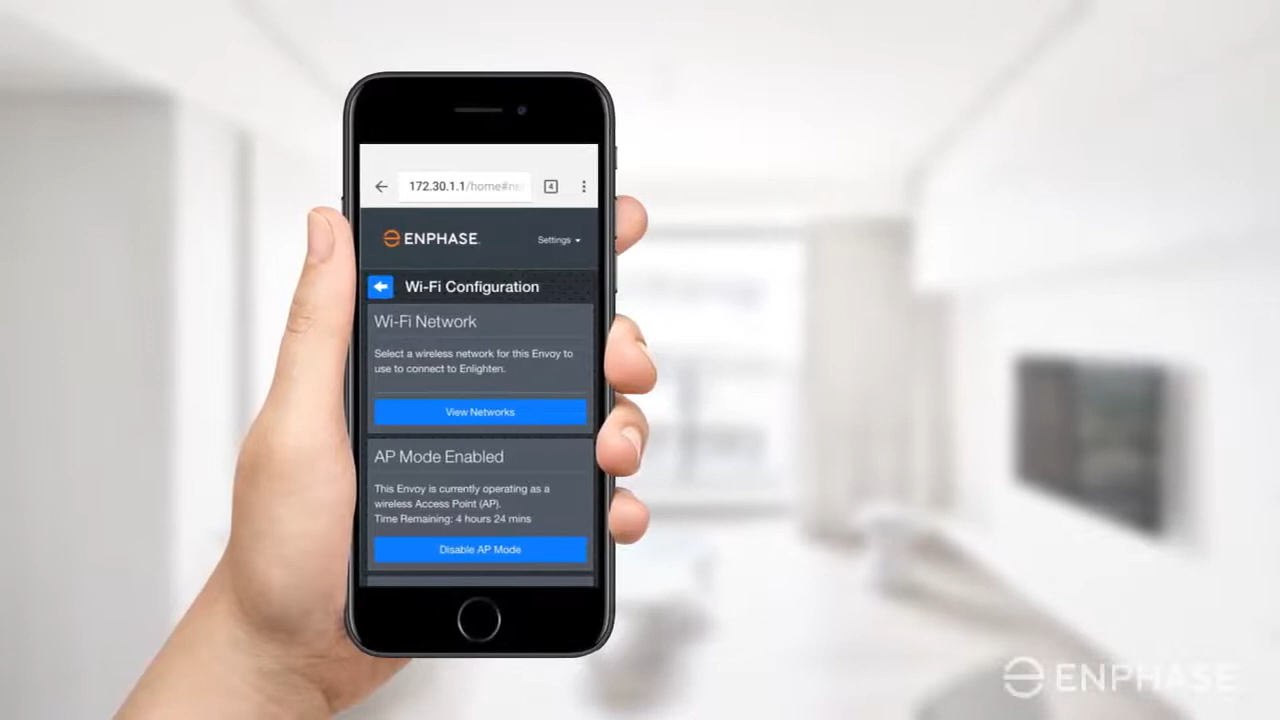 172.30.1.1/home#
4
ENPHASE
Settings
Wi-Fi Configuration
Wi-Fi Network
Select a wireless network for this Envoy to
use to connect to Enlighten.
View Networks
AP Mode Enabled
This Envoy is currently operating as a
wireless Access Point (AP).
Time Remaining: 4 hours 24 mins
Disable AP Mode
ENPHASE